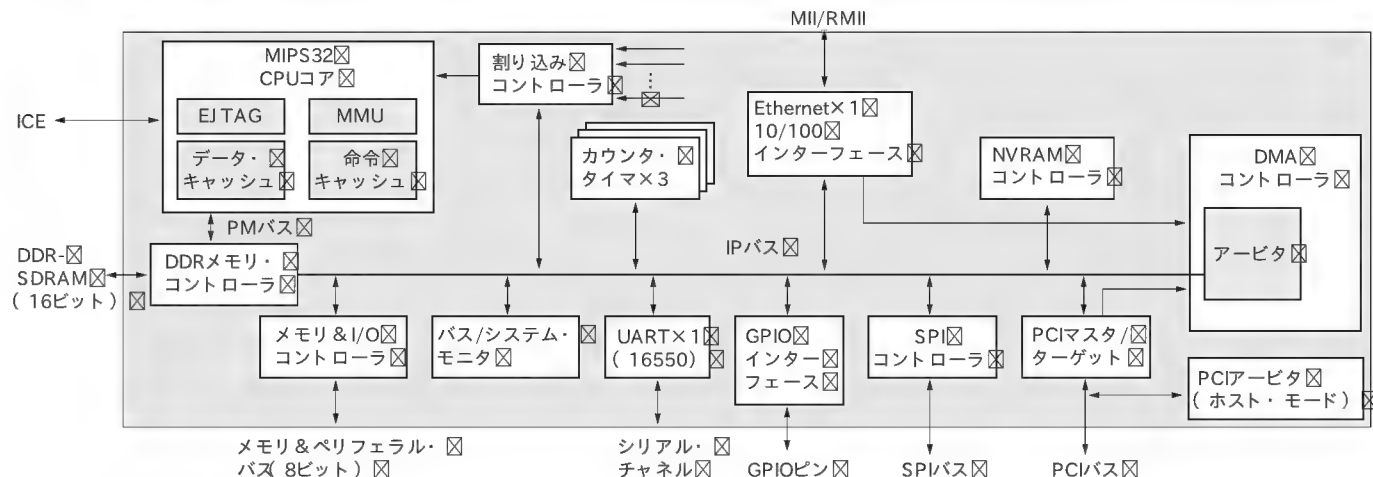 MII/RMII
MIPS32
CPUコア
EJTAG
MMU
データ・
キャッシュ
命令
キャッシュ
割り込み
コントローラ
カウンタ・
タイマ×3
Ethernet×1
10/100
インターフェース
NVRAM
コントローラ
DMA
コントローラ
アービタ
ICE
PMバス
IPバス
DDR-
SDRAM
(16ビット)
DDRメモリ・
コントローラ
メモリ&I/O
コントローラ
バス/システム・
モニタ
UART×1
(16550)
GPIO
インター
フェース
SPI
コントローラ
PCIマスタ/
ターゲット
PCIアービタ
(ホスト・モード)
メモリ&ペリフェラル・
バス(8ビット)
シリアル・
チャネル
GPIOピン
SPIバス
PCIバス